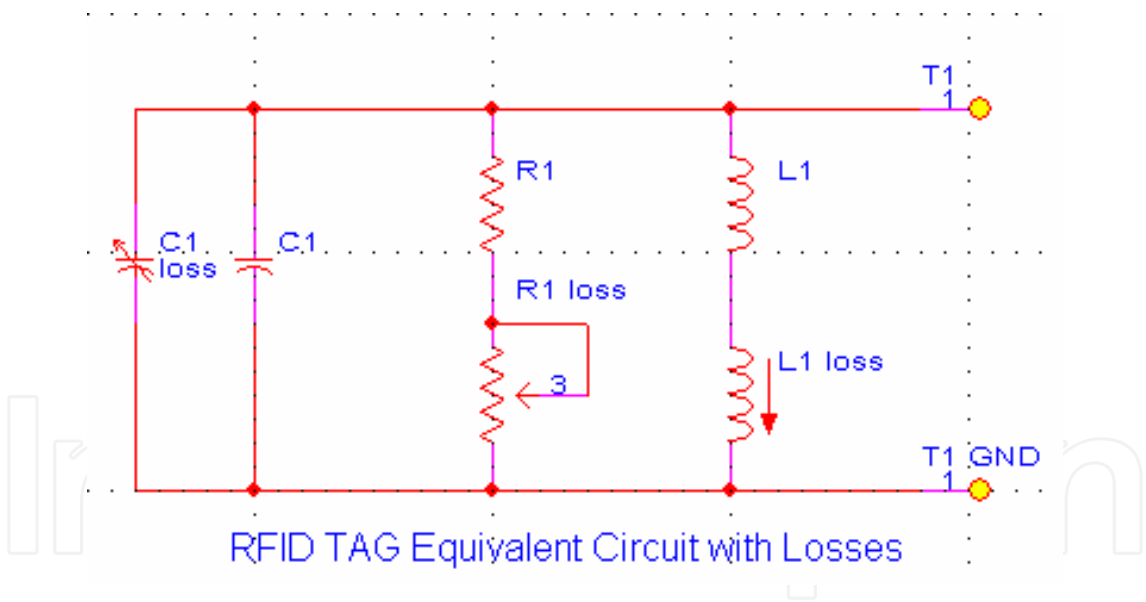 T1
1
R1
L1
C1
loss
C1
R1 loss
3
L1 loss
T1 GND
1
RFID TAG Equivalent Circuit with Losses